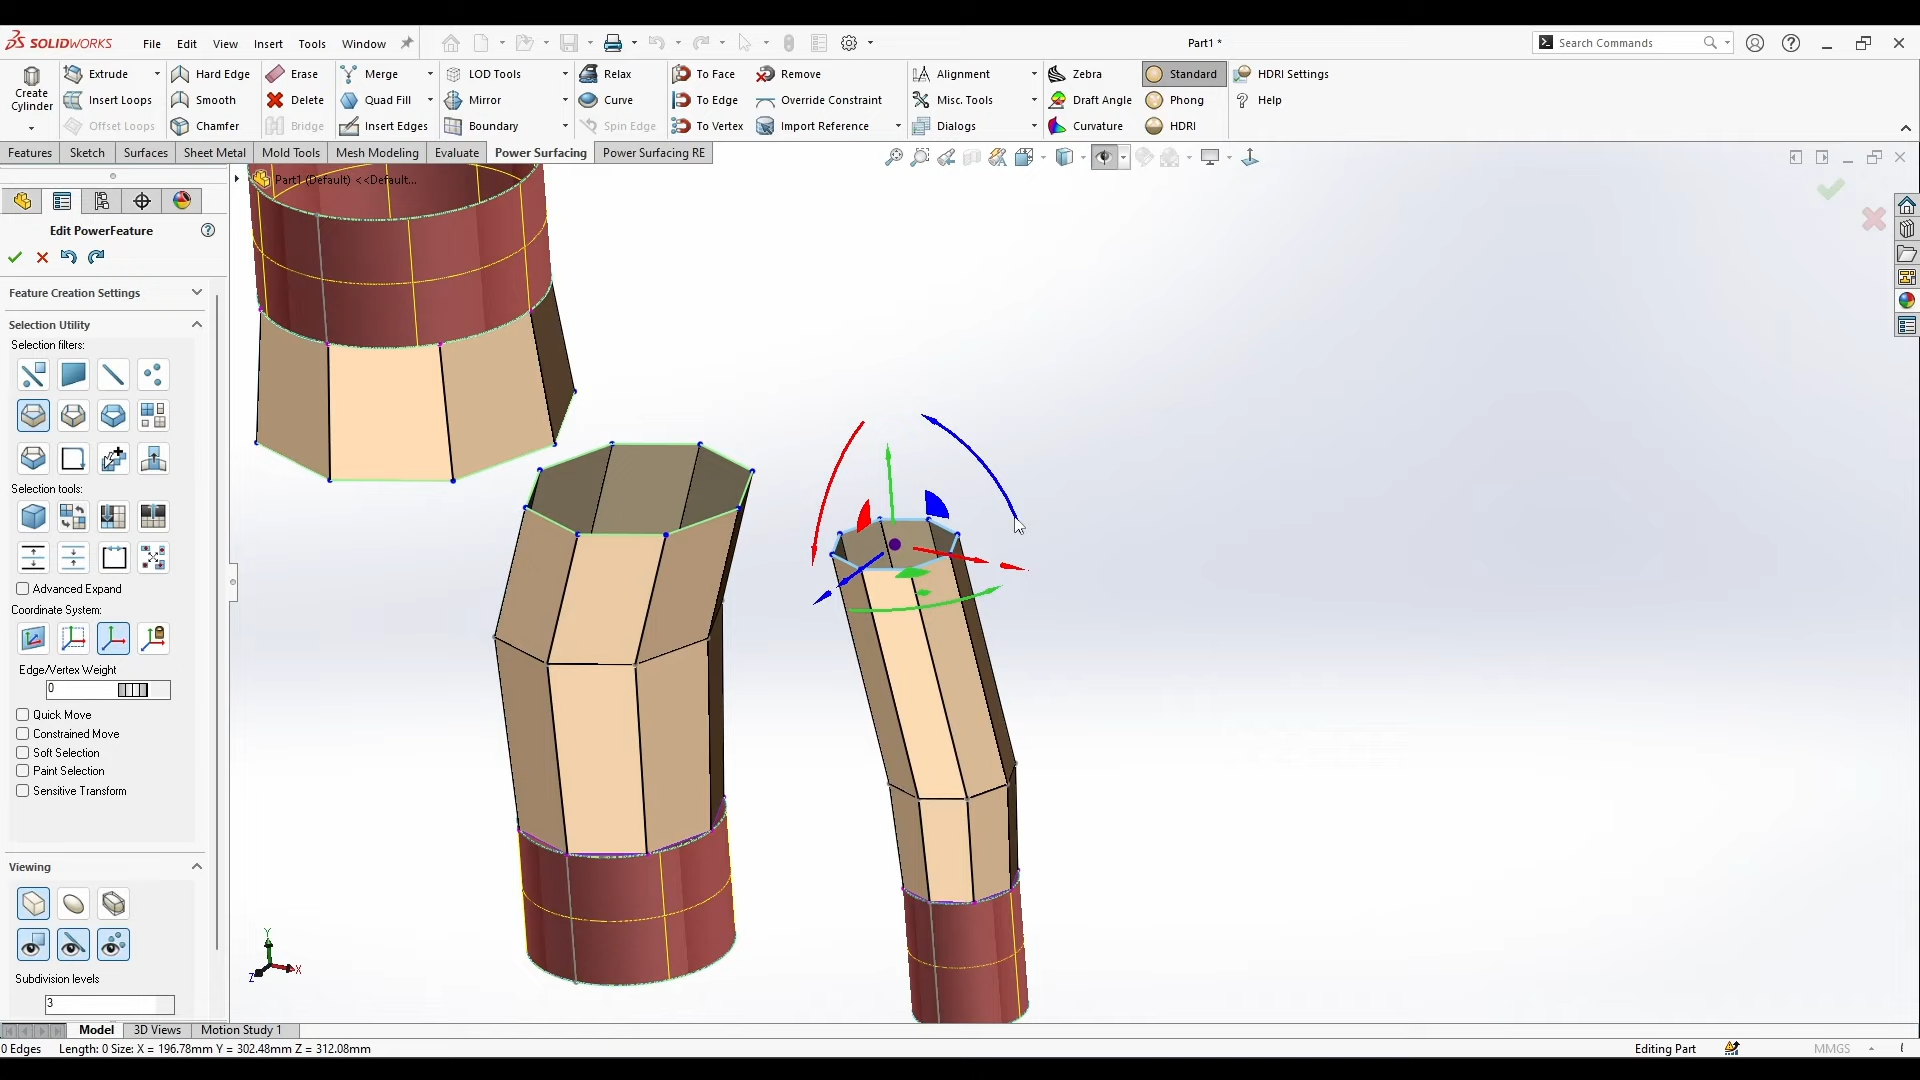 SOLIDWORKS File Edit View Insert Tools Window Part1 * Search Commands
Create Cylinder
Extrude Hard Edge Erase Merge LOD Tools Relax To Face Remove Alignment Zebra Standard HDRI Settings
Insert Loops Smooth Delete Quad Fill Mirror Curve To Edge Override Constraint Misc. Tools Draft Angle Phong Help
Offset Loops Chamfer Bridge Insert Edges Boundary Spin Edge To Vertex Import Reference Dialogs Curvature HDRI
Features Sketch Surfaces Sheet Metal Mold Tools Mesh Modeling Evaluate Power Surfacing Power Surfacing RE
Part1 (Default) <<Default...
Edit PowerFeature
Feature Creation Settings
Selection Utility
Selection filters:
Selection tools:
Advanced Expand
Coordinate System:
Edge/Vertex Weight
0
Quick Move
Constrained Move
Soft Selection
Paint Selection
Sensitive Transform
Viewing
Subdivision levels
3
Y
Z X
Model 3D Views Motion Study 1
0 Edges Length: 0 Size: X = 196.78mm Y = 302.48mm Z = 312.08mm Editing Part MMGS